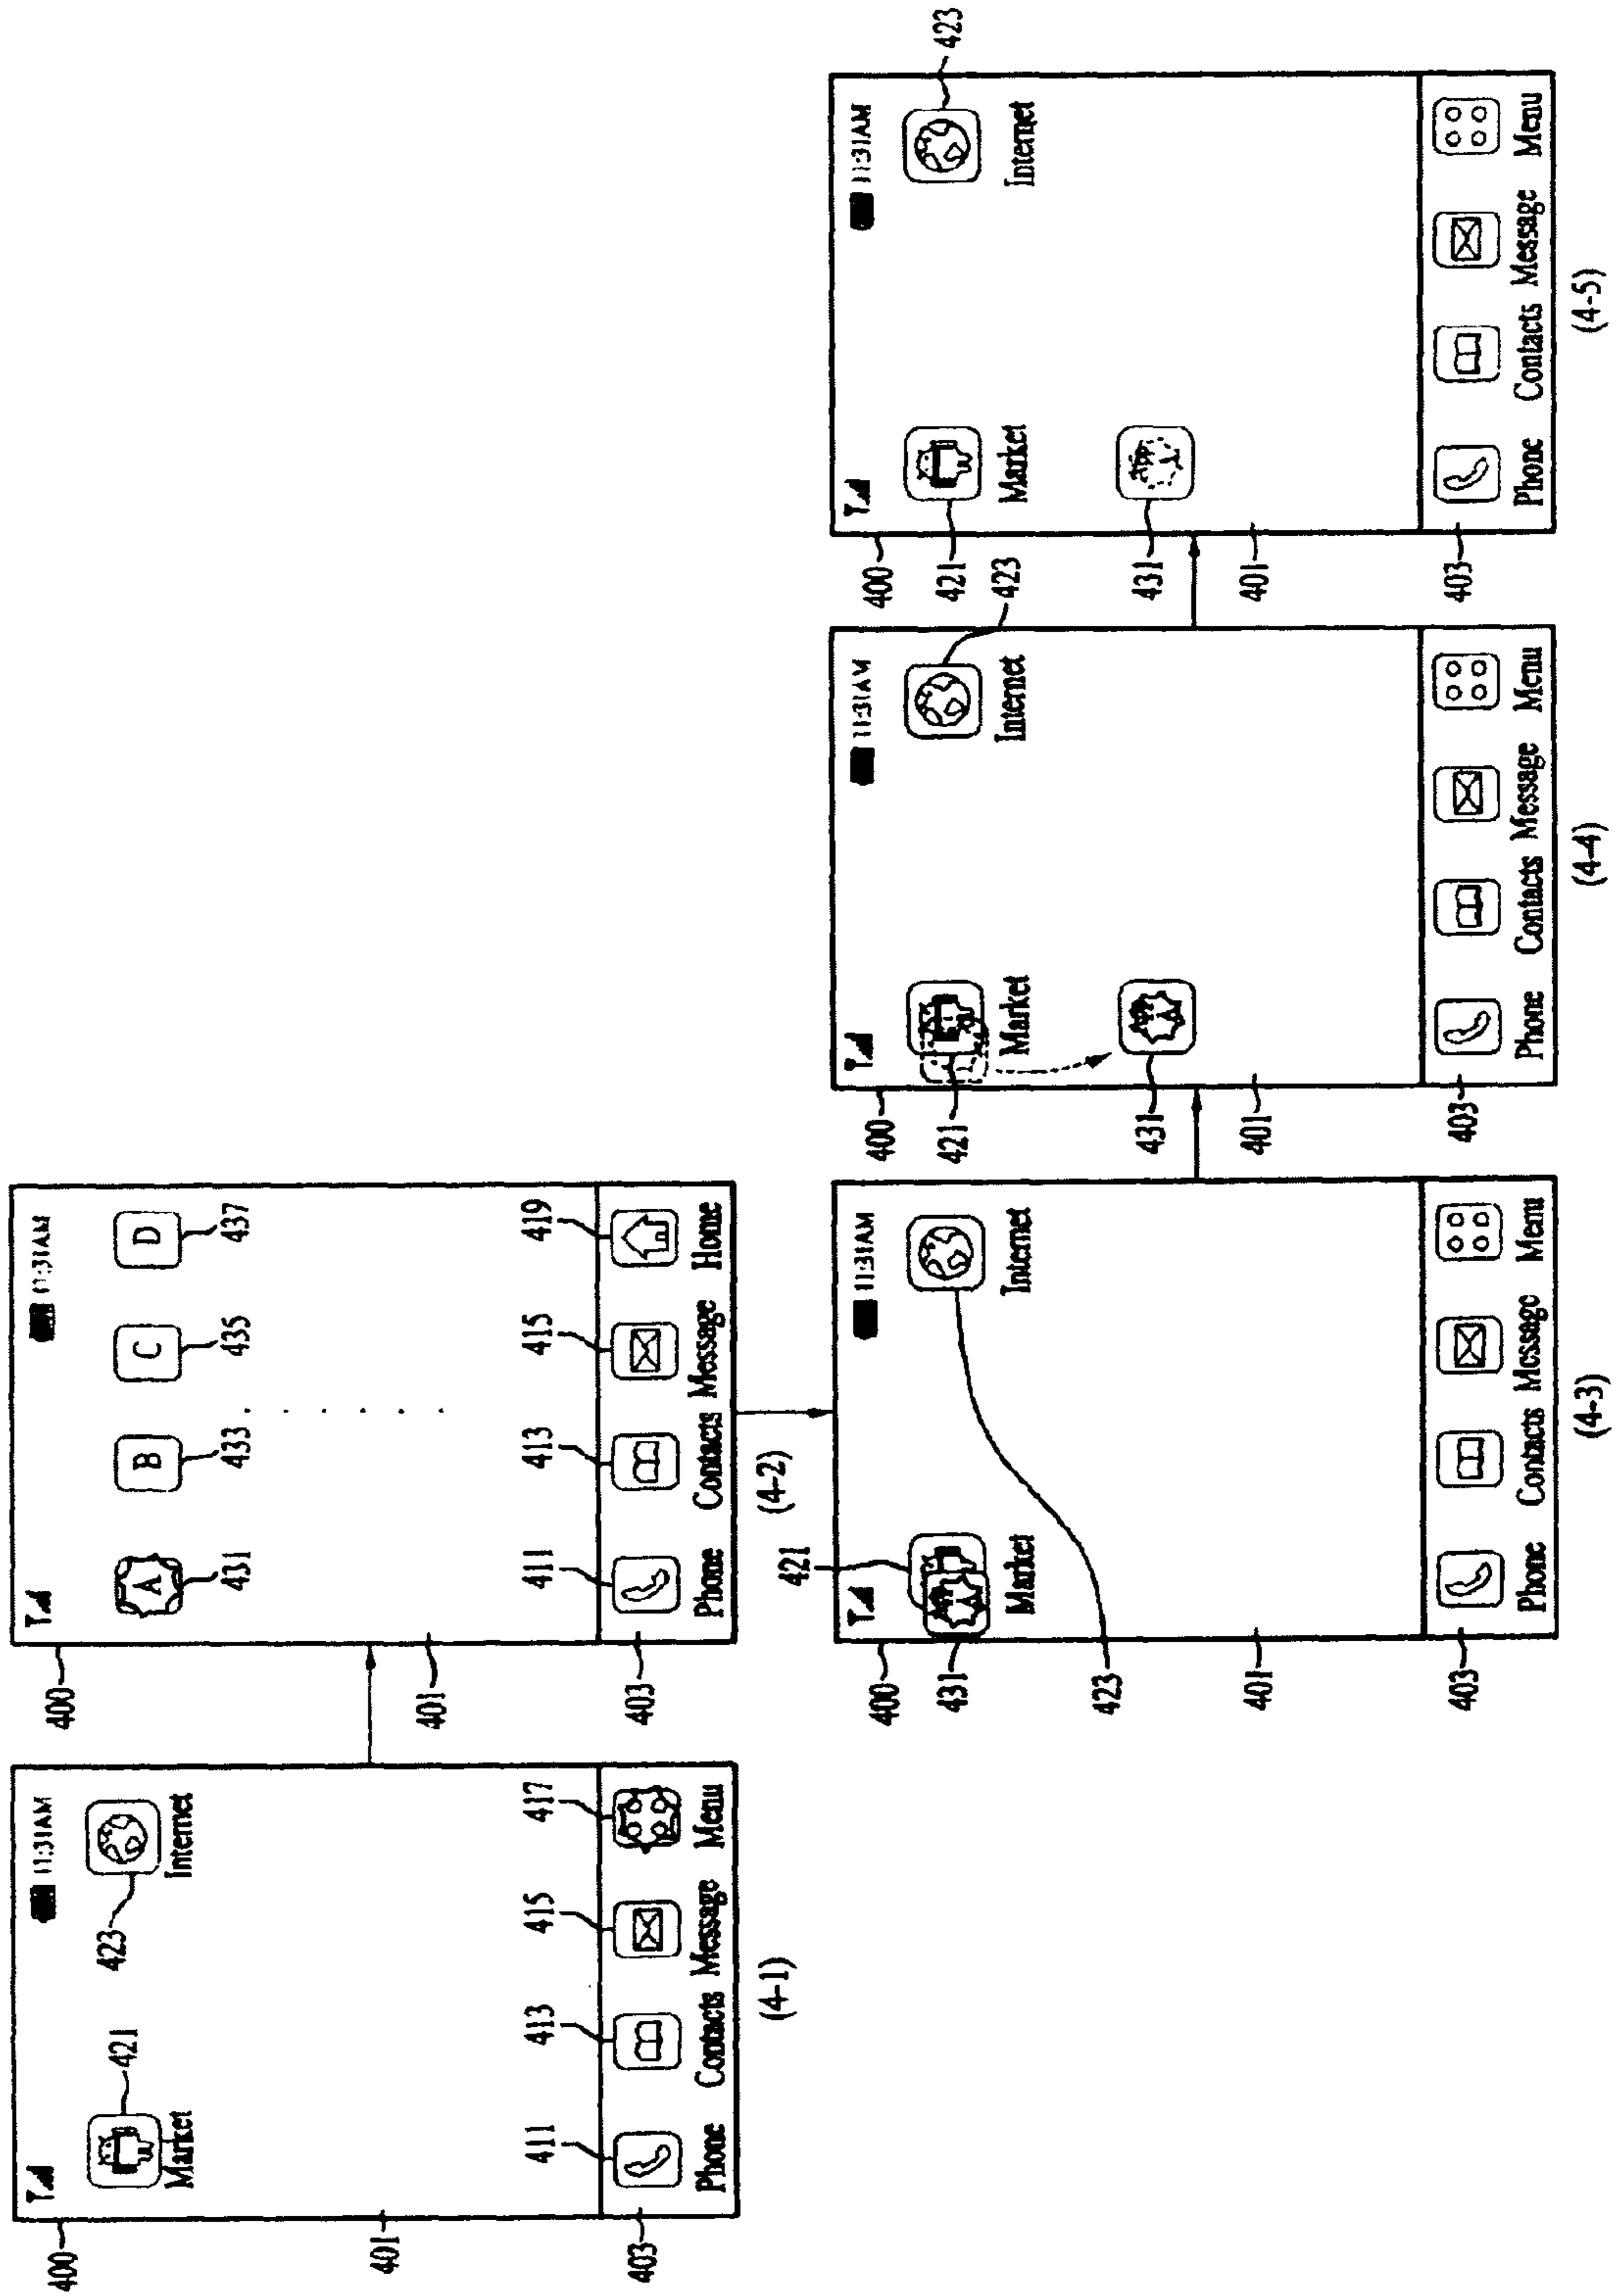 400
11:31AM
421
423
Market
Internet
401
411
413
415
417
403
Phone Contacts Message Menu
(4-1)
400
11:31AM
A
B
C
D
431
433
435
437
401
411
413
415
419
403
Phone Contacts Message Home
(4-2)
400
11:31AM
421
431
Market
Internet
423
401
403
Phone Contacts Message Menu
(4-3)
400
11:31AM
421
Market
Internet
423
431
401
403
Phone Contacts Message Menu
(4-4)
400
11:31AM
423
421
Market
Internet
431
401
403
Phone Contacts Message Menu
(4-5)